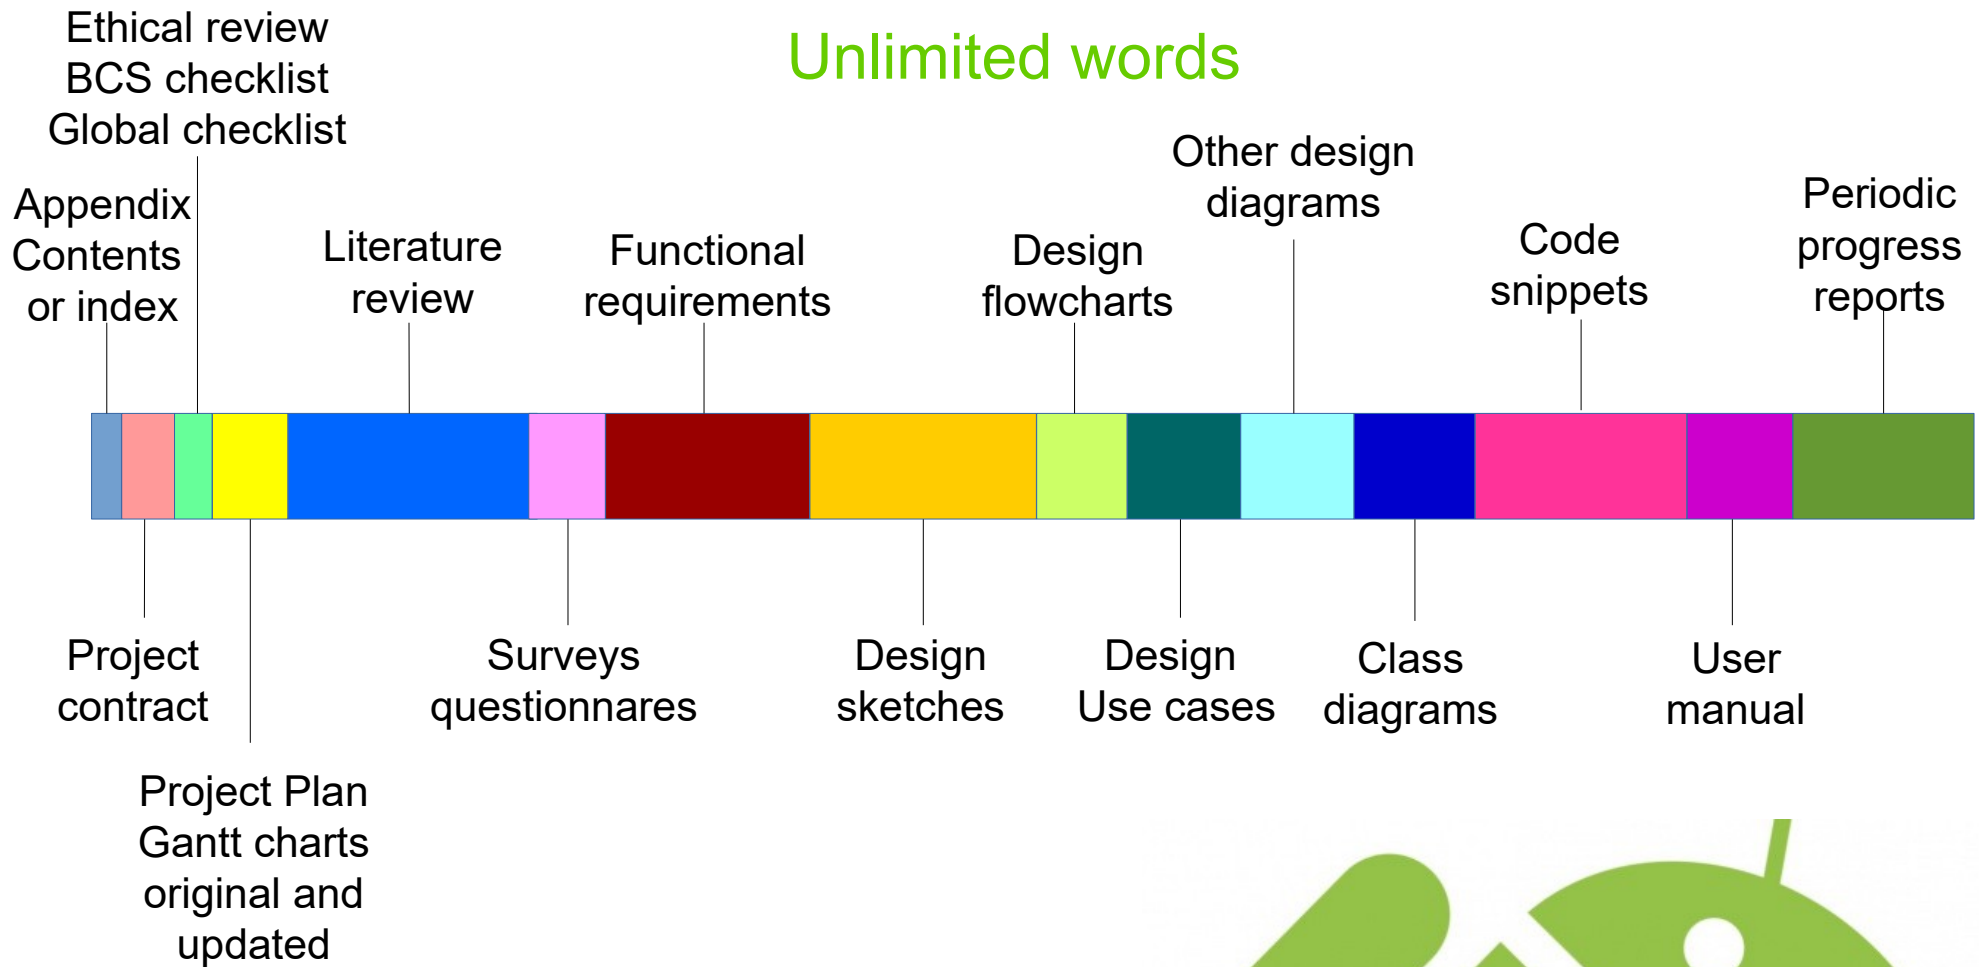 Ethical review
BCS checklist
Global checklist
Unlimited words
Appendix
Contents
or index
Literature
review
Functional
requirements
Design
flowcharts
Other design
diagrams
Code
snippets
Periodic
progress
reports
Project
contract
Surveys
questionnares
Design
sketches
Design
Use cases
Class
diagrams
User
manual
Project Plan
Gantt charts
original and
updated